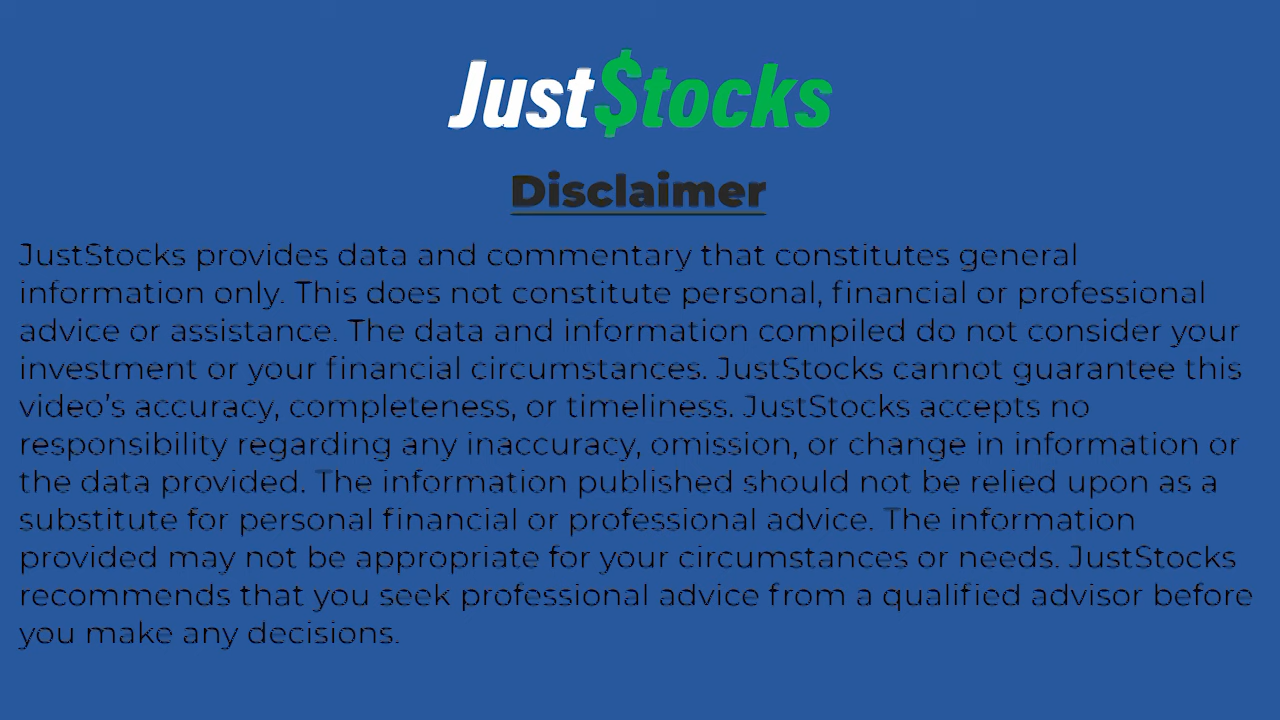 Just$tocks
Disclaimer
JustStocks provides data and commentary that constitutes general
information only. This does not constitute personal, financial or professional
advice or assistance. The data and information compiled do not consider your
investment or your financial circumstances. JustStocks cannot guarantee this
video's accuracy, completeness, or timeliness. JustStocks accepts no
responsibility regarding any inaccuracy, omission, or change in information or
the data provided. The information published should not be relied upon as a
substitute for personal financial or professional advice. The information
provided may not be appropriate for your circumstances or needs. JustStocks
recommends that you seek professional advice from a qualified advisor before
you make any decisions.